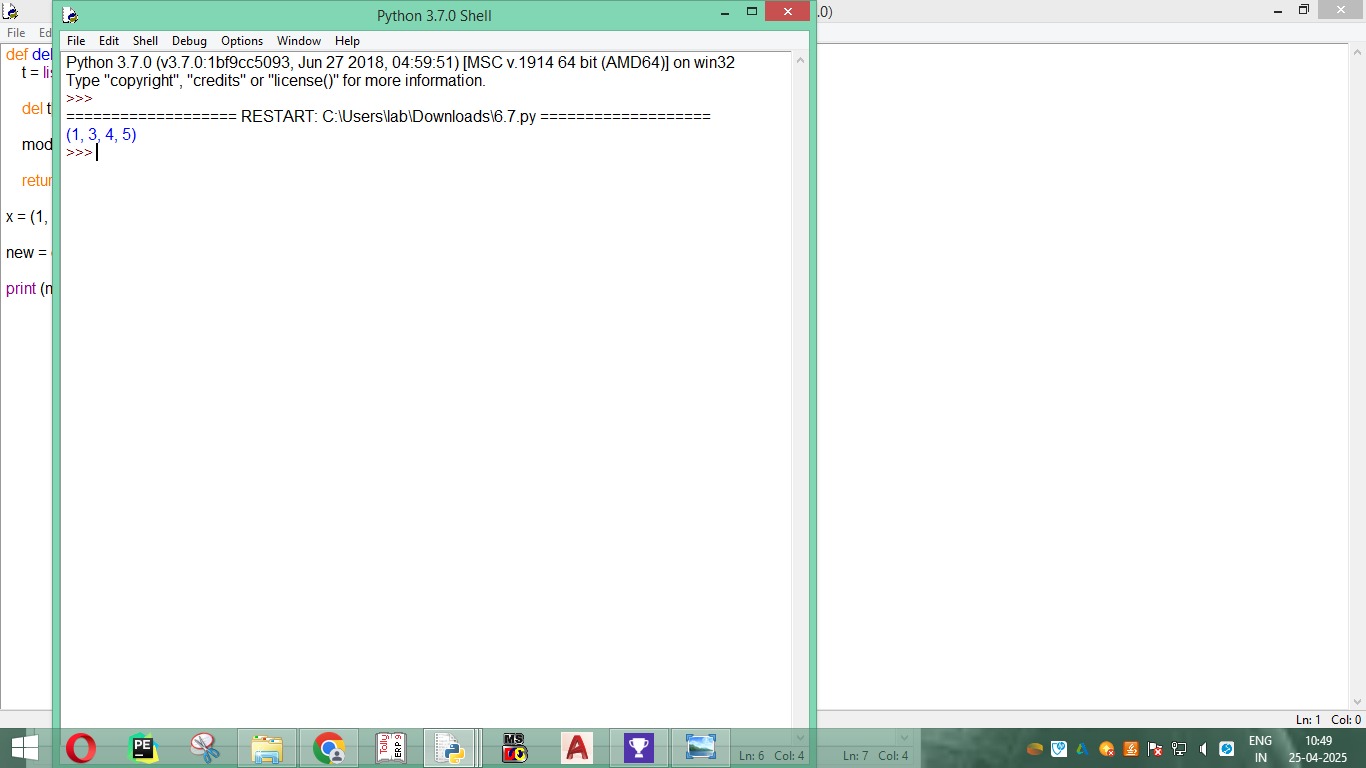 Python 3.7.0 Shell
.0)
File Ed
File Edit Shell Debug Options Window Help
def del
t = lis
del t
mod
retur
x = (1,
new =
print (n
Python 3.7.0 (v3.7.0:1bf9cc5093, Jun 27 2018, 04:59:51) [MSC v.1914 64 bit (AMD64)] on win32
Type "copyright", "credits" or "license()" for more information.
>>>
=================== RESTART: C:\Users\lab\Downloads\6.7.py ===================
(1, 3, 4, 5)
>>>
Ln: 1 Col: 0
PE
Tally
ERP 9
MS
A
Ln: 6 Col: 4
Ln: 7 Col: 4
ENG
IN
10:49
25-04-2025